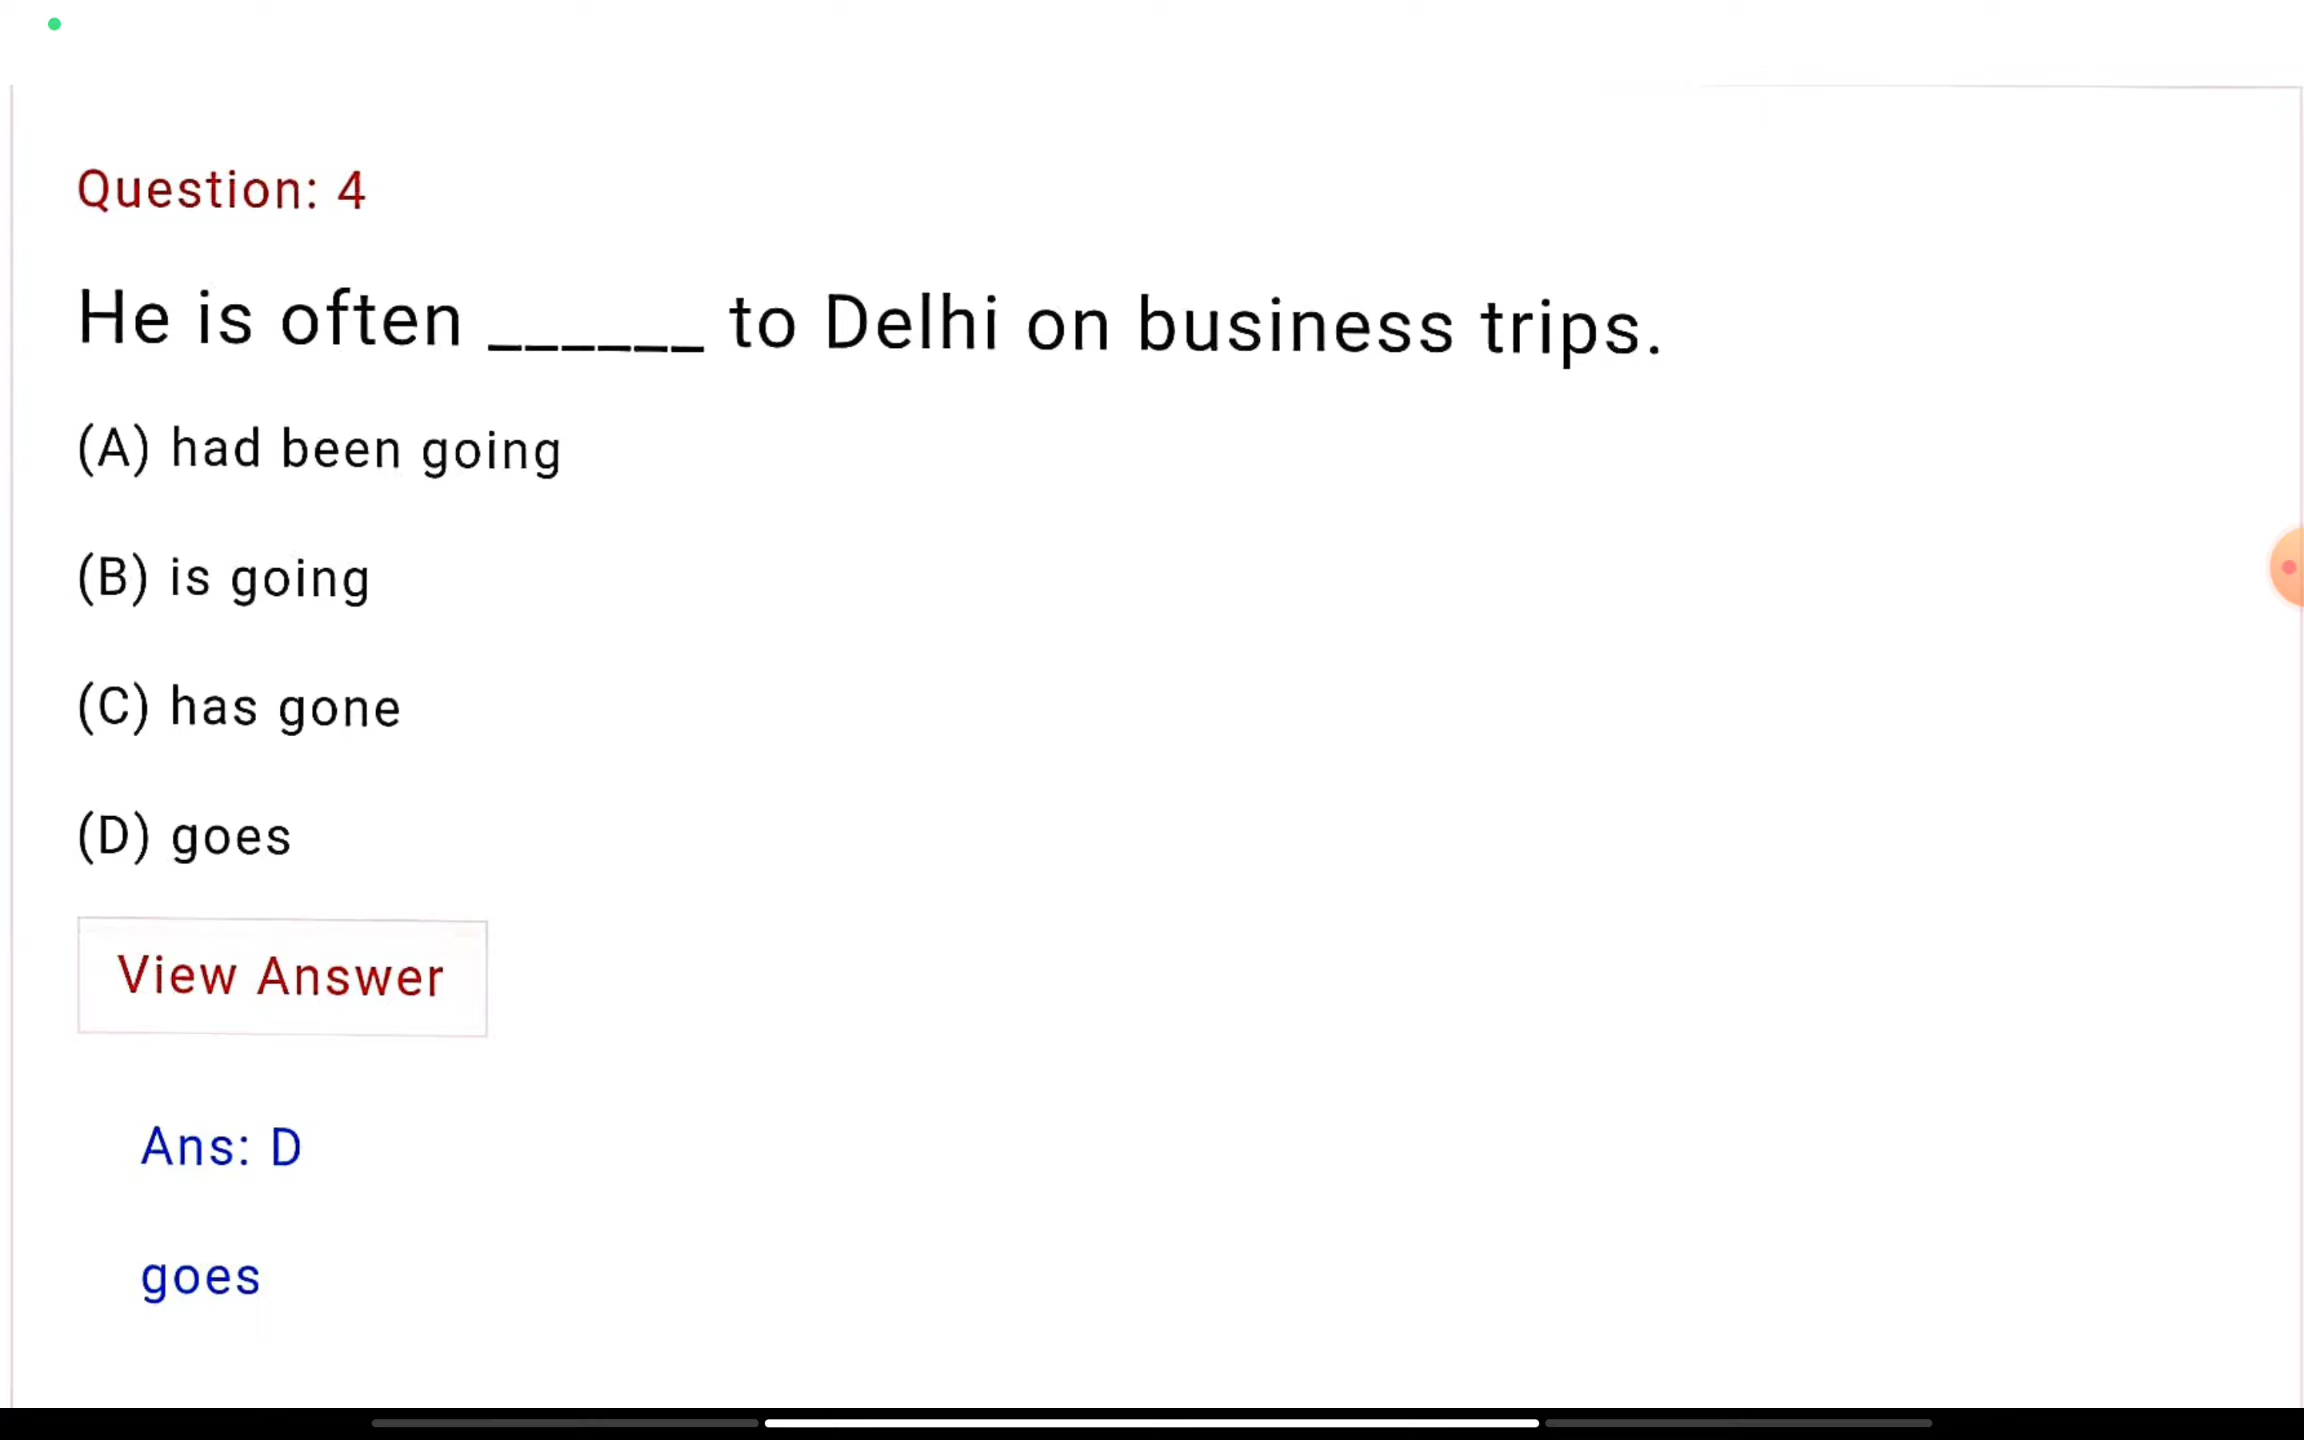 Question: 4
He is often ______ to Delhi on business trips.
(A) had been going
(B) is going
(C) has gone
(D) goes
View Answer
Ans: D
goes